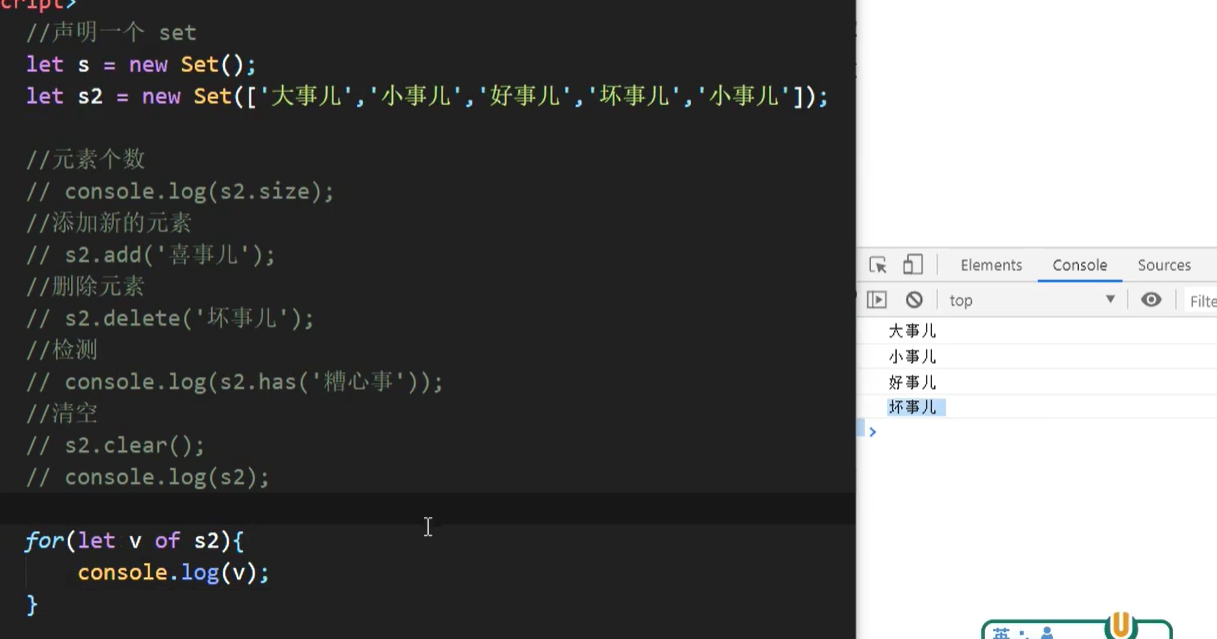 cript>
//声明一个 set
let s = new Set();
let s2 = new Set(['大事儿','小事儿','好事儿','坏事儿','小事儿']);
//元素个数
// console.log(s2.size);
//添加新的元素
// s2.add('喜事儿');
//删除元素
// s2.delete('坏事儿');
//检测
// console.log(s2.has('糟心事'));
//清空
// s2.clear();
// console.log(s2);
for(let v of s2){
console.log(v);
}
Elements Console Sources
top Filte
大事儿
小事儿
好事儿
坏事儿
>
英
U